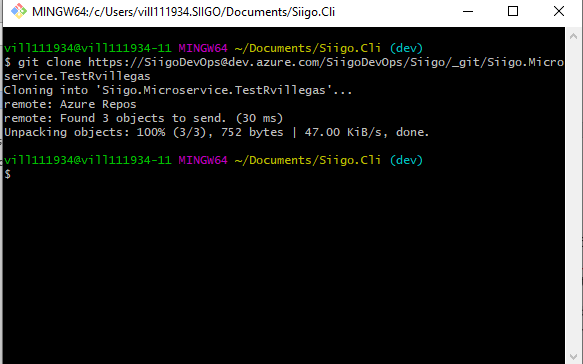 MINGW64:/c/Users/vill111934.SIIGO/Documents/Siigo.Cli
vill111934@vill111934-11 MINGW64 ~/Documents/Siigo.Cli (dev)
$ git clone https://SiigoDevOps@dev.azure.com/SiigoDevOps/Siigo/_git/Siigo.Micro
service.TestRvillegas
Cloning into 'Siigo.Microservice.TestRvillegas'...
remote: Azure Repos
remote: Found 3 objects to send. (30 ms)
Unpacking objects: 100% (3/3), 752 bytes | 47.00 KiB/s, done.
vill111934@vill111934-11 MINGW64 ~/Documents/Siigo.Cli (dev)
$